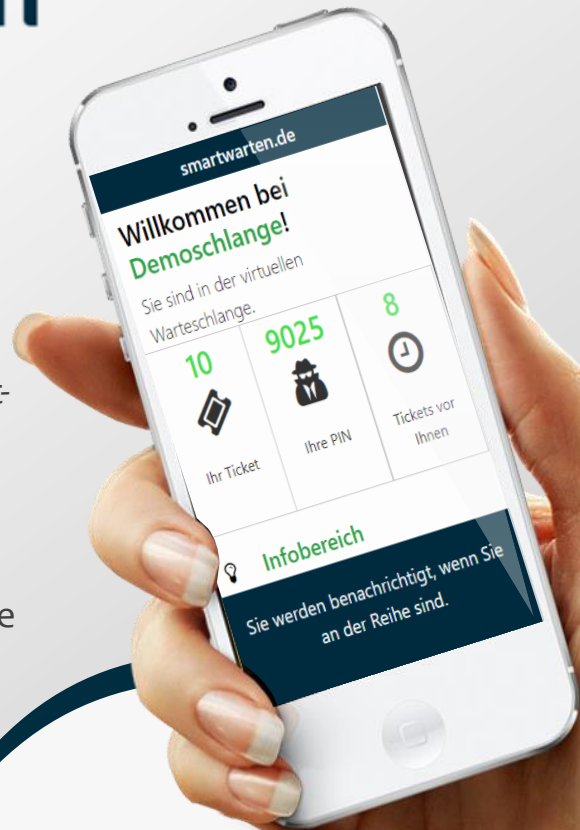 smartwarten.de
Willkommen bei
Demoschlange!
Sie sind in der virtuellen
Warteschlange.
10
9025
8
Ihr Ticket
Ihre PIN
Tickets vor
Ihnen
Infobereich
Sie werden benachrichtigt, wenn Sie
an der Reihe sind.